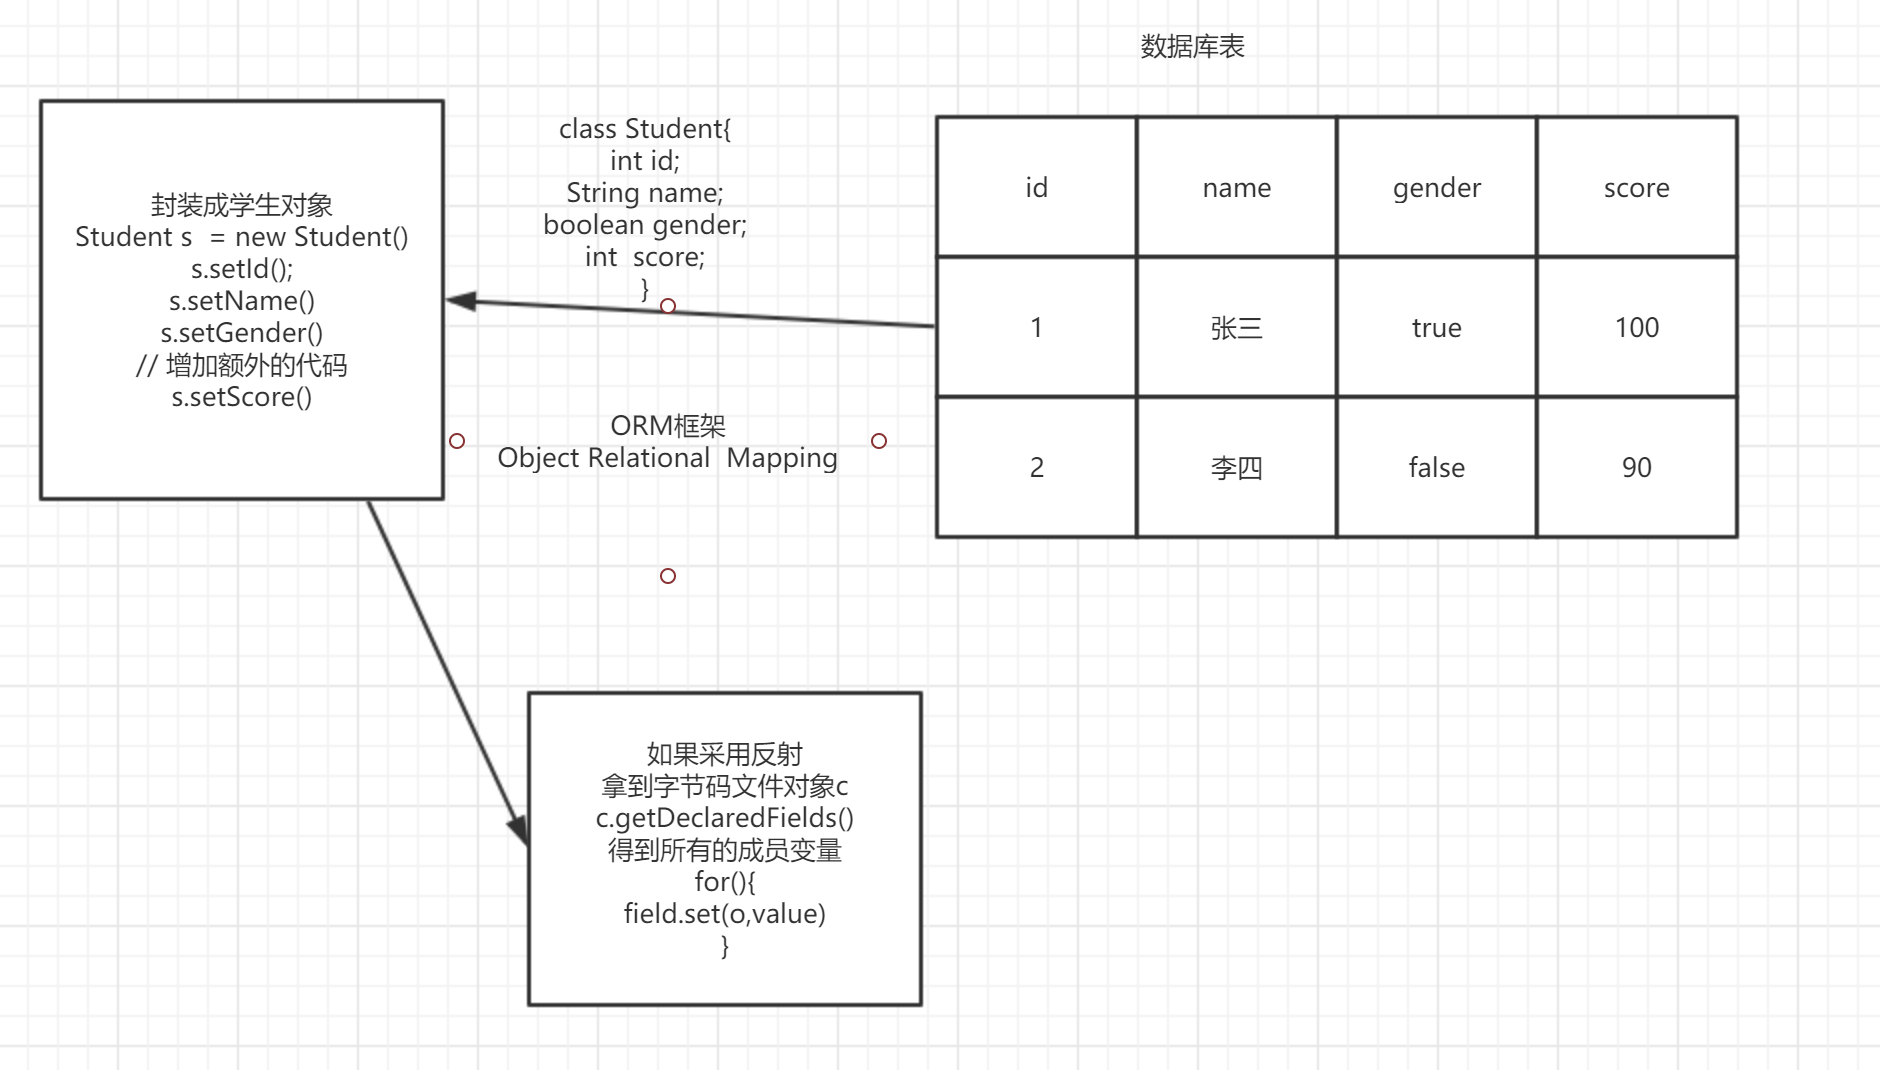 数据库表
封装成学生对象
Student s  = new Student()
s.setId();
s.setName()
s.setGender()
// 增加额外的代码
s.setScore()
class Student{
int id;
String name;
boolean gender;
int  score;
}
ORM框架
Object Relational  Mapping
id name gender score
1 张三 true 100
2 李四 false 90
如果采用反射
拿到字节码文件对象c
c.getDeclaredFields()
得到所有的成员变量
for(){
field.set(o,value)
}